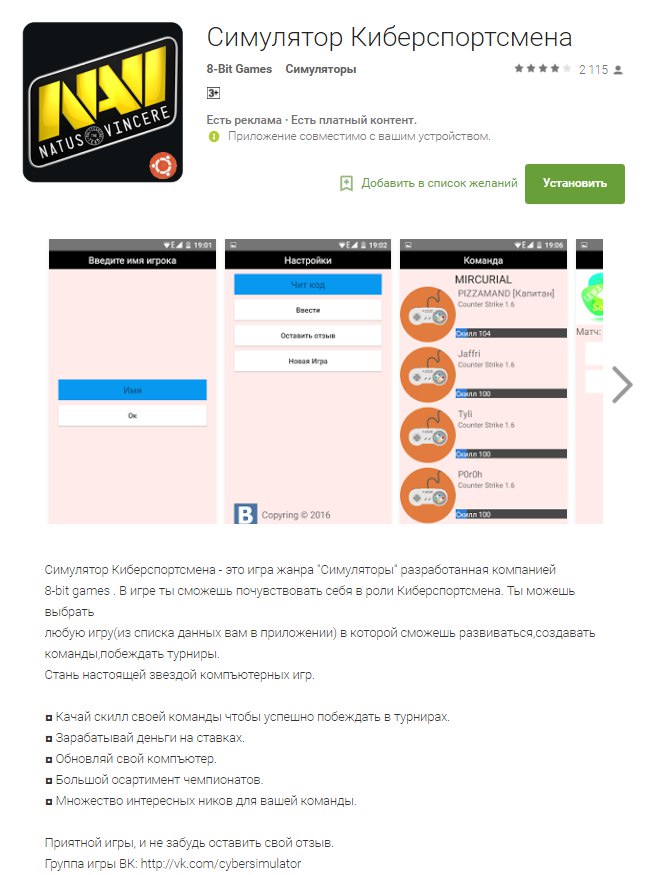 Симулятор Киберспортсмена
NAVI
NATUS VINCERE
8-Bit Games Симуляторы
2 115
3+
Есть реклама · Есть платный контент.
Приложение совместимо с вашим устройством.
Добавить в список желаний
Установить
19:01
Введите имя игрока
Имя
Ок
19:02
Настройки
Чит код
Ввести
Оставить отзыв
Новая Игра
B
Copyring © 2016
19:06
Команда
MIRCURIAL
PIZZAMAND [Капитан]
Counter Strike 1.6
Скилл 104
Jaffri
Counter Strike 1.6
Скилл 100
Tyli
Counter Strike 1.6
Скилл 100
P0r0h
Counter Strike 1.6
Скилл 100
Матч:
Симулятор Киберспортсмена - это игра жанра "Симуляторы" разработанная компанией
8-bit games . В игре ты сможешь почувствовать себя в роли Киберспортсмена. Ты можешь
выбрать
любую игру(из списка данных вам в приложении) в которой сможешь развиваться,создавать
команды,побеждать турниры.
Стань настоящей звездой компъютерных игр.
◘ Качай скилл своей команды чтобы успешно побеждать в турнирах.
◘ Зарабатывай деньги на ставках.
◘ Обновляй свой компъютер.
◘ Большой осартимент чемпионатов.
◘ Множество интересных ников для вашей команды.
Приятной игры, и не забудь оставить свой отзыв.
Группа игры ВК: http://vk.com/cybersimulator